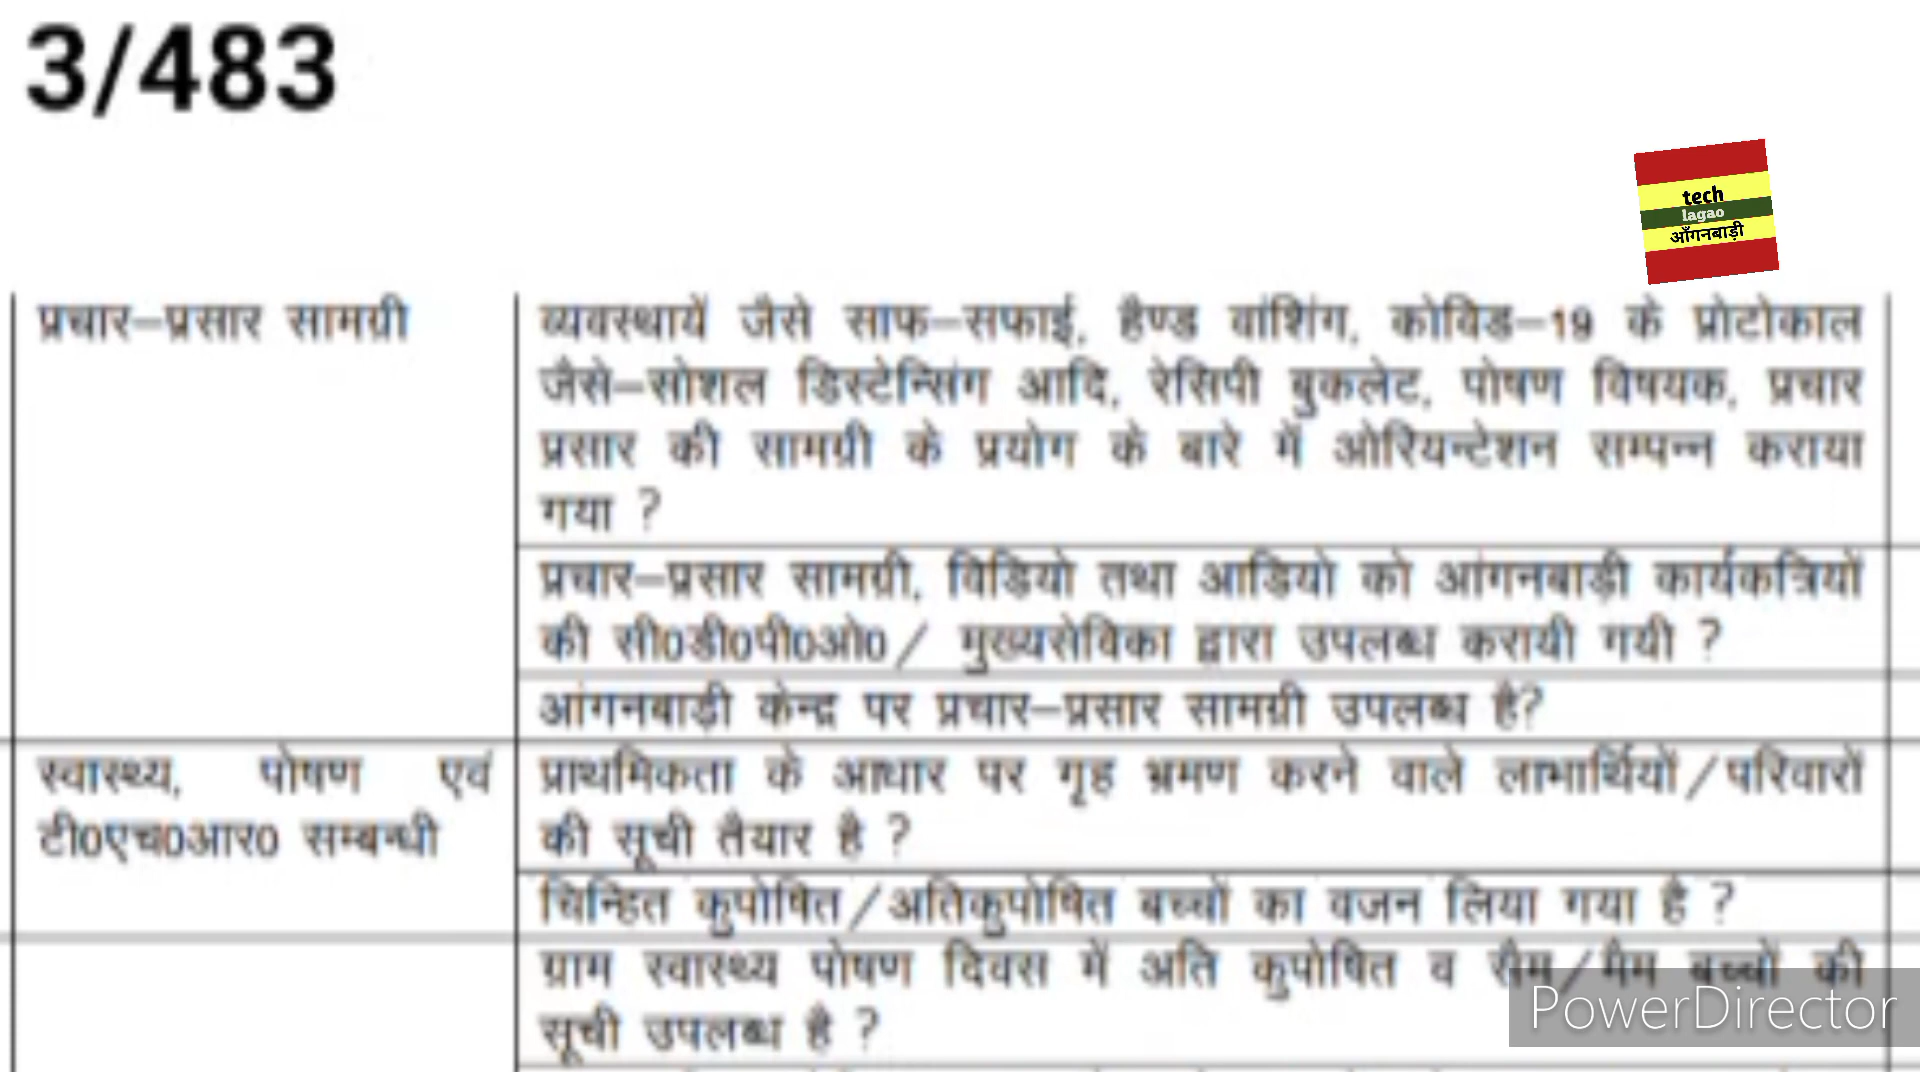 3/483
tech
lagao
आँगनबाड़ी
प्रचार–प्रसार सामग्री
व्यवस्थायें जैसे साफ–सफाई, हैण्ड वांशिंग, कोविड–19 के प्रोटोकाल
जैसे–सोशल डिस्टेन्सिंग आदि, रेसिपी बुकलेट, पोषण विषयक, प्रचार
प्रसार की सामग्री के प्रयोग के बारे में ओरियन्टेशन सम्पन्न कराया
गया ?
प्रचार–प्रसार सामग्री, विडियो तथा आडियो को आंगनबाड़ी कार्यकत्रियों
की सी0डी0पी0ओ0/ मुख्यसेविका द्वारा उपलब्ध करायी गयी ?
आंगनबाड़ी केन्द्र पर प्रचार–प्रसार सामग्री उपलब्ध है?
स्वास्थ्य, पोषण एवं
टी0एच0आर0 सम्बन्धी
प्राथमिकता के आधार पर गृह भ्रमण करने वाले लाभार्थियों/परिवारों
की सूची तैयार है ?
चिन्हित कुपोषित/अतिकुपोषित बच्चों का वजन लिया गया है ?
ग्राम स्वास्थ्य पोषण दिवस में अति कुपोषित व सैम/मैम बच्चों की
सूची उपलब्ध है ?
PowerDirector